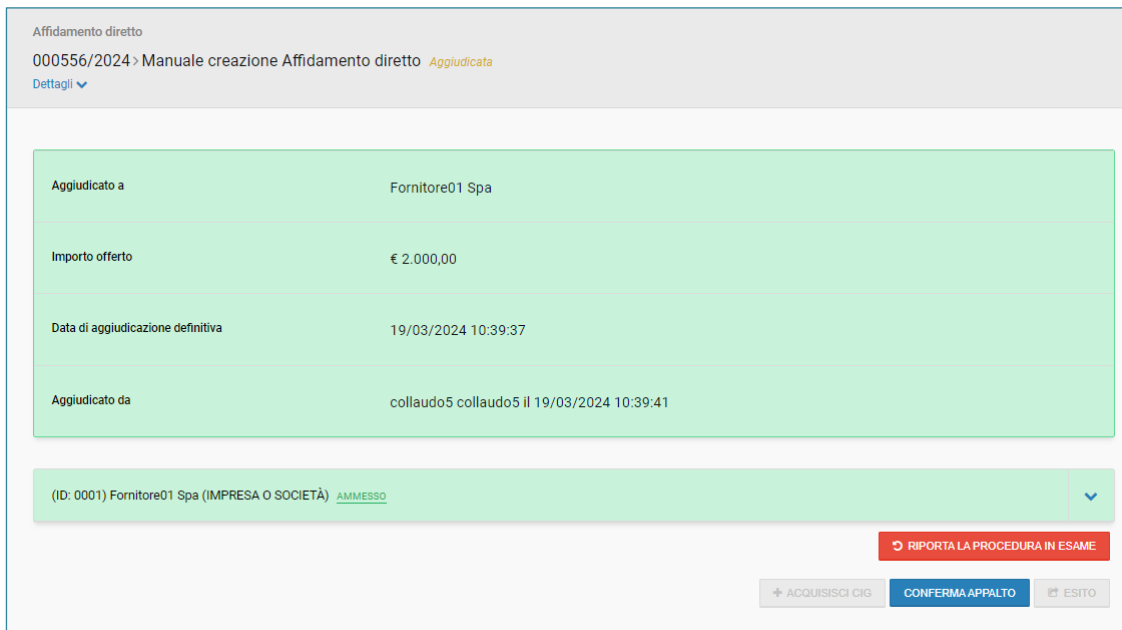 Affidamento diretto
000556/2024 > Manuale creazione Affidamento diretto Aggiudicata
Dettagli
Aggiudicato a Fornitore01 Spa
Importo offerto € 2.000,00
Data di aggiudicazione definitiva 19/03/2024 10:39:37
Aggiudicato da collaudo5 collaudo5 il 19/03/2024 10:39:41
(ID: 0001) Fornitore01 Spa (IMPRESA O SOCIETÀ) AMMESSO
RIPORTA LA PROCEDURA IN ESAME
+ ACQUISISCI CIG CONFERMA APPALTO ESITO